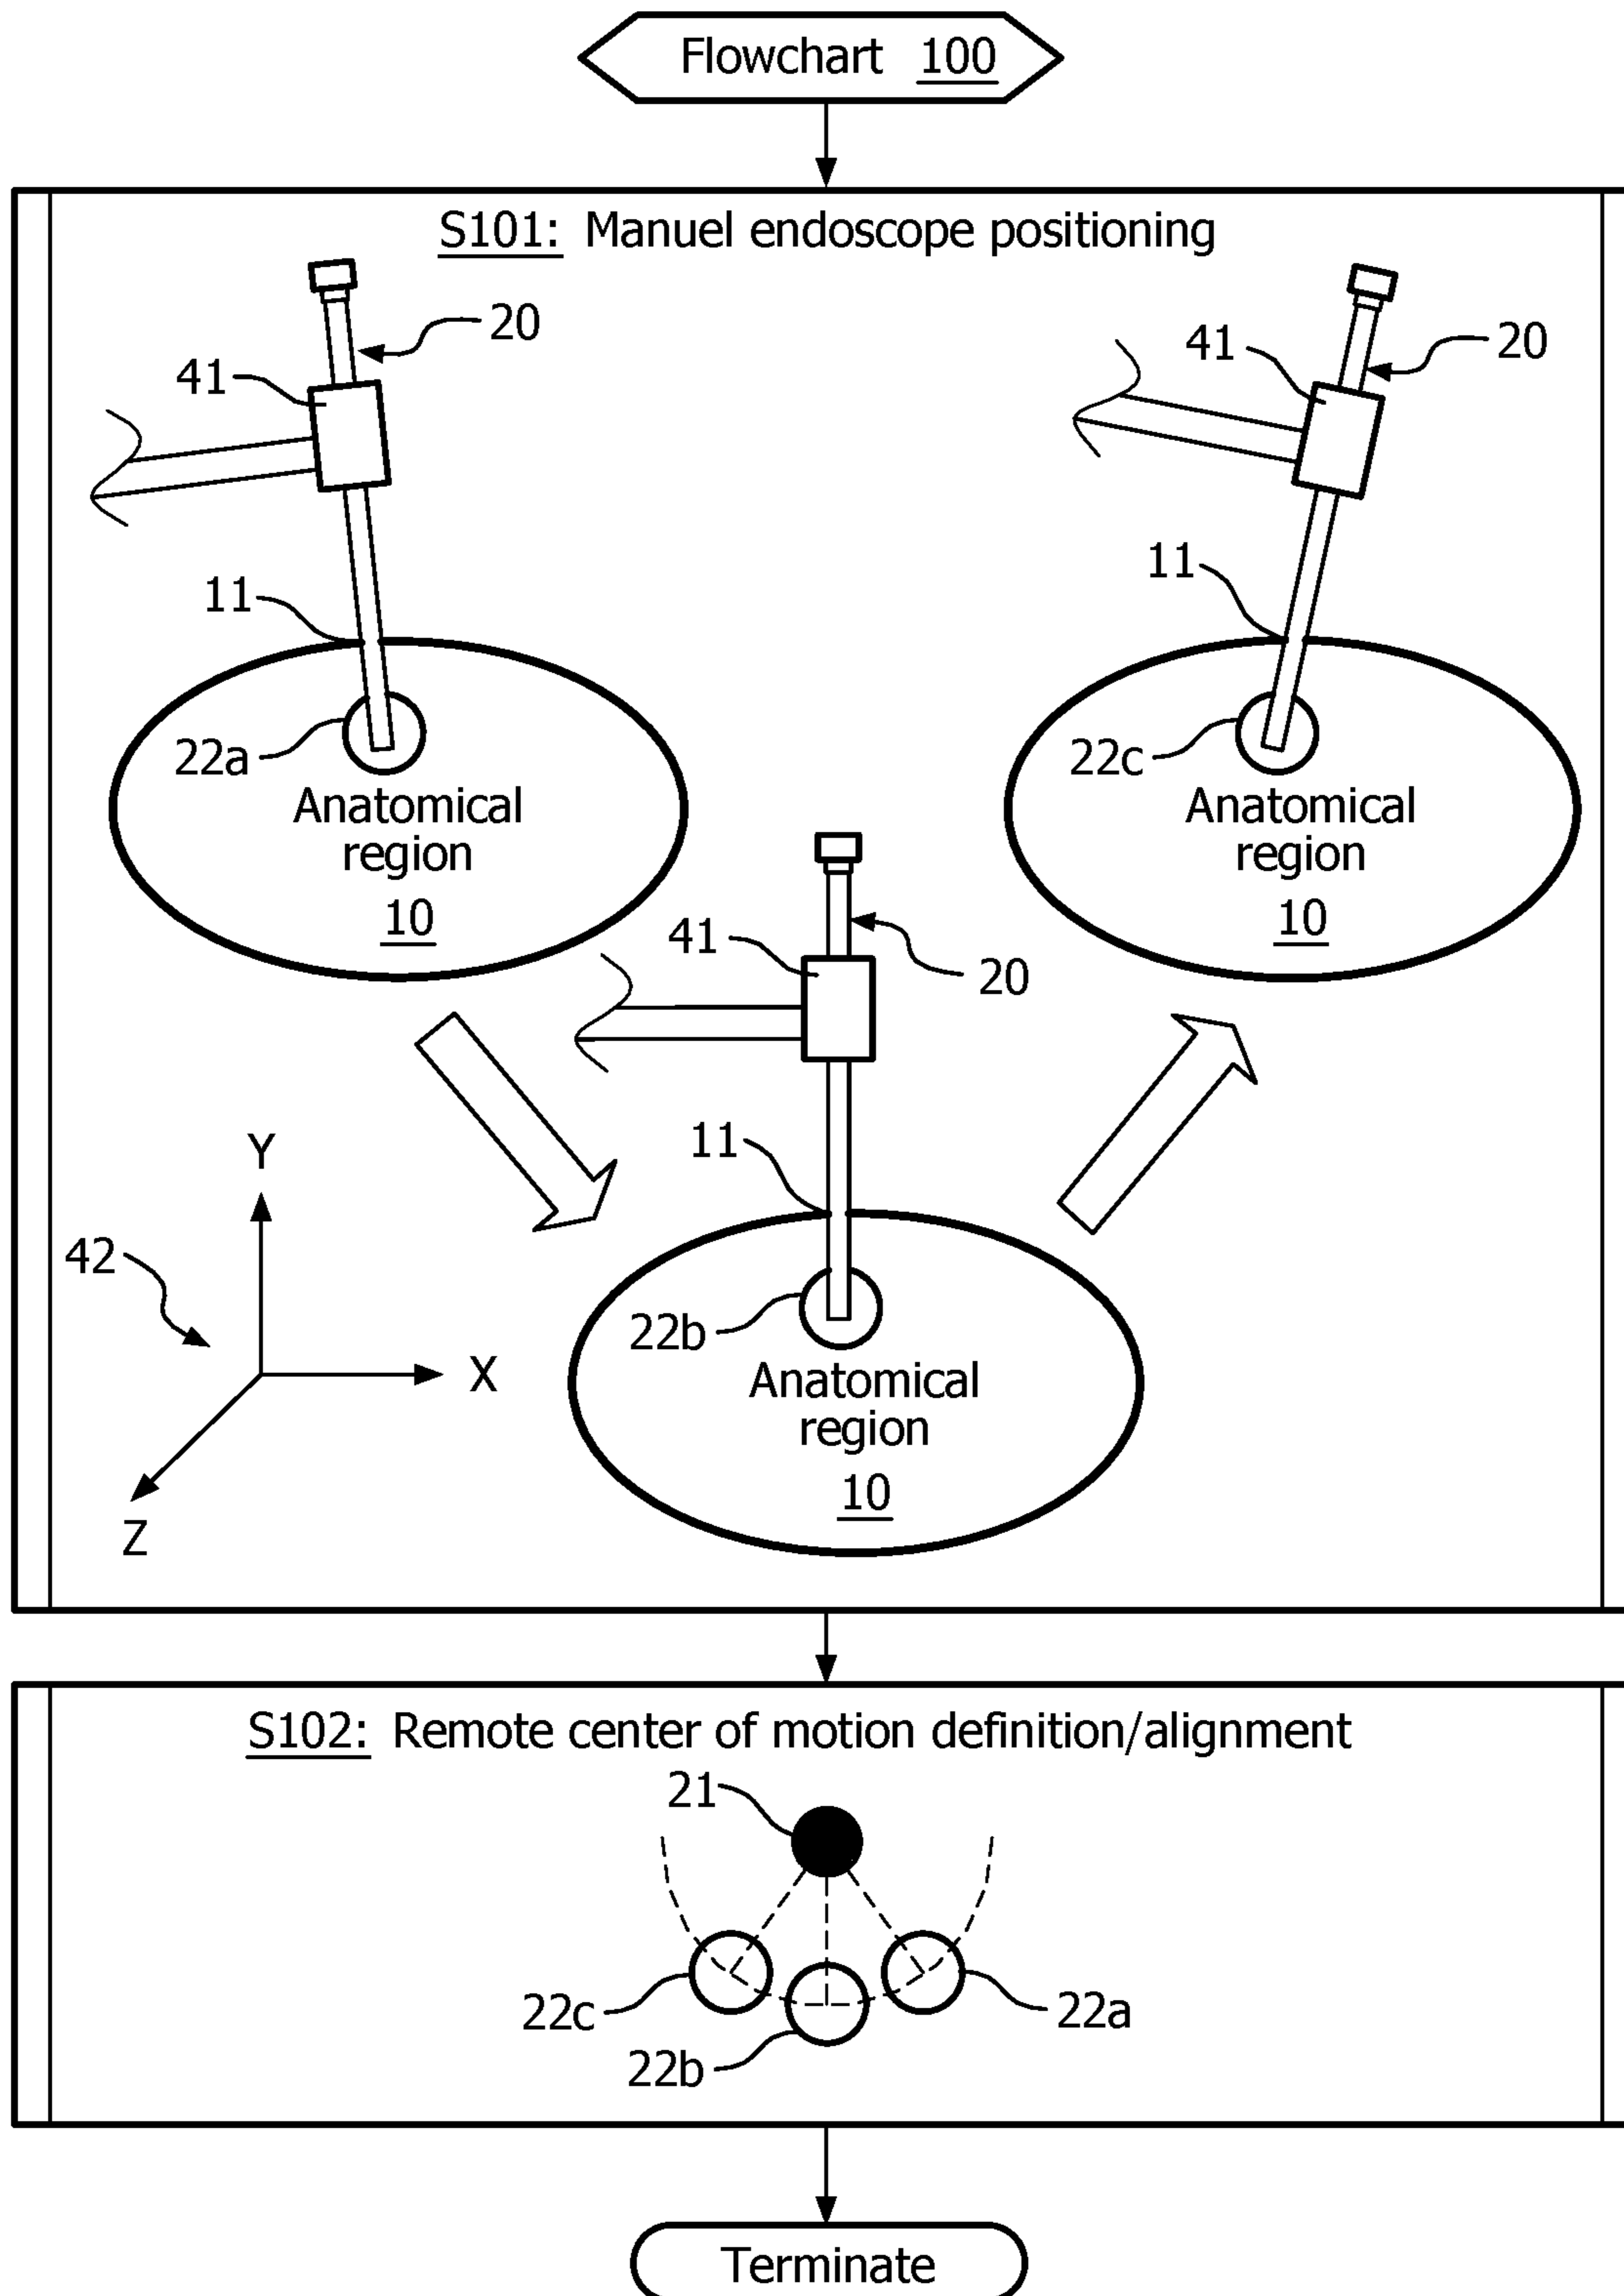 Flowchart 100
S101: Manuel endoscope positioning
20
41
11
22a
Anatomical
region
10
20
41
11
22c
Anatomical
region
10
41
20
11
22b
Anatomical
region
10
42
Y
X
Z
S102: Remote center of motion definition/alignment
21
22c
22b
22a
Terminate